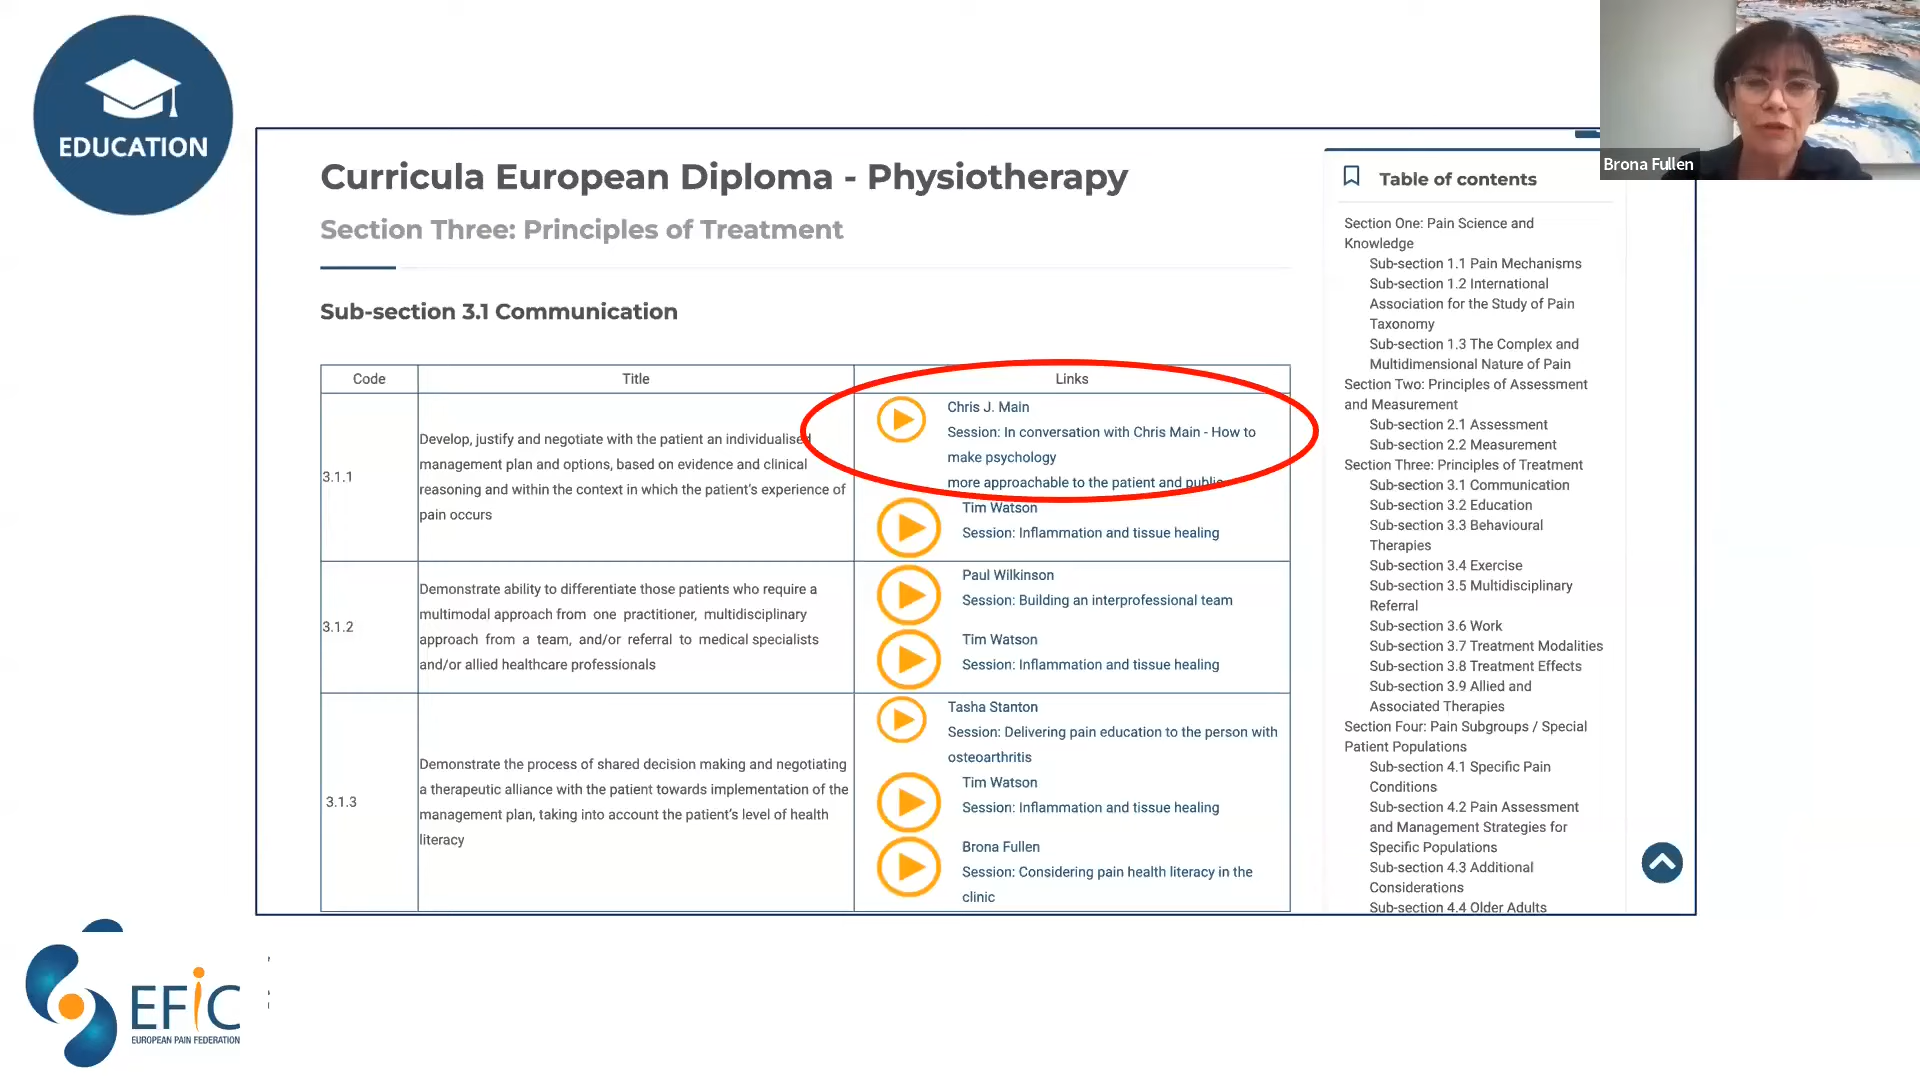 EDUCATION
Brona Fullen
Curricula European Diploma - Physiotherapy
Section Three: Principles of Treatment
Sub-section 3.1 Communication
Code
Title
Links
3.1.1
Develop, justify and negotiate with the patient an individualised
management plan and options, based on evidence and clinical
reasoning and within the context in which the patient's experience of
pain occurs
Chris J. Main
Session: In conversation with Chris Main - How to
make psychology
more approachable to the patient and public
Tim Watson
Session: Inflammation and tissue healing
3.1.2
Demonstrate ability to differentiate those patients who require a
multimodal approach from one practitioner, multidisciplinary
approach from a team, and/or referral to medical specialists
and/or allied healthcare professionals
Paul Wilkinson
Session: Building an interprofessional team
Tim Watson
Session: Inflammation and tissue healing
3.1.3
Demonstrate the process of shared decision making and negotiating
a therapeutic alliance with the patient towards implementation of the
management plan, taking into account the patient's level of health
literacy
Tasha Stanton
Session: Delivering pain education to the person with
osteoarthritis
Tim Watson
Session: Inflammation and tissue healing
Brona Fullen
Session: Considering pain health literacy in the
clinic
Table of contents
Section One: Pain Science and
Knowledge
Sub-section 1.1 Pain Mechanisms
Sub-section 1.2 International
Association for the Study of Pain
Taxonomy
Sub-section 1.3 The Complex and
Multidimensional Nature of Pain
Section Two: Principles of Assessment
and Measurement
Sub-section 2.1 Assessment
Sub-section 2.2 Measurement
Section Three: Principles of Treatment
Sub-section 3.1 Communication
Sub-section 3.2 Education
Sub-section 3.3 Behavioural
Therapies
Sub-section 3.4 Exercise
Sub-section 3.5 Multidisciplinary
Referral
Sub-section 3.6 Work
Sub-section 3.7 Treatment Modalities
Sub-section 3.8 Treatment Effects
Sub-section 3.9 Allied and
Associated Therapies
Section Four: Pain Subgroups / Special
Patient Populations
Sub-section 4.1 Specific Pain
Conditions
Sub-section 4.2 Pain Assessment
and Management Strategies for
Specific Populations
Sub-section 4.3 Additional
Considerations
Sub-section 4.4 Older Adults
EFiC
EUROPEAN PAIN FEDERATION